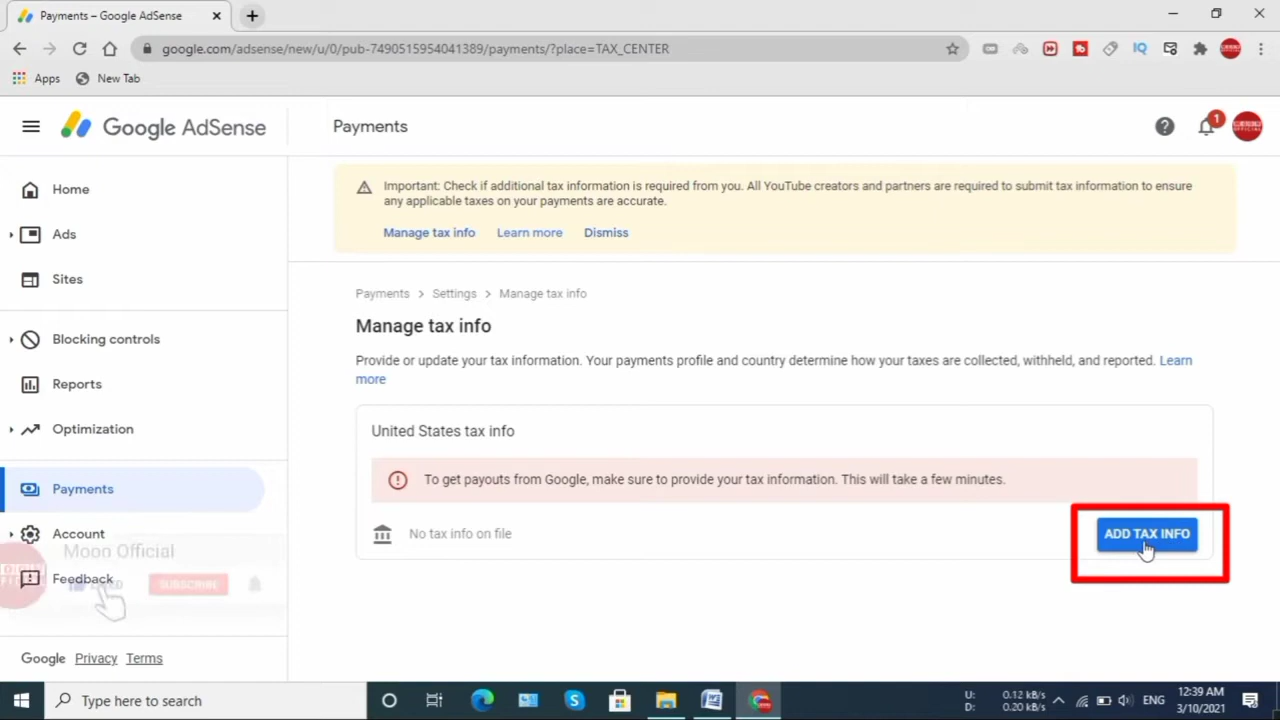 Payments – Google AdSense
google.com/adsense/new/u/0/pub-7490515954041389/payments/?place=TAX_CENTER
IQ
Apps
New Tab
Google AdSense
Payments
1
Home
Ads
Sites
Blocking controls
Reports
Optimization
Payments
Account
Feedback
Google Privacy Terms
Important: Check if additional tax information is required from you. All YouTube creators and partners are required to submit tax information to ensure
any applicable taxes on your payments are accurate.
Manage tax info Learn more Dismiss
Payments > Settings > Manage tax info
Manage tax info
Provide or update your tax information. Your payments profile and country determine how your taxes are collected, withheld, and reported. Learn
more
United States tax info
To get payouts from Google, make sure to provide your tax information. This will take a few minutes.
No tax info on file
ADD TAX INFO
Moon Official
SUBSCRIBE
Type here to search
U: 0.12 kB/s
D: 0.20 kB/s
ENG
12:39 AM
3/10/2021